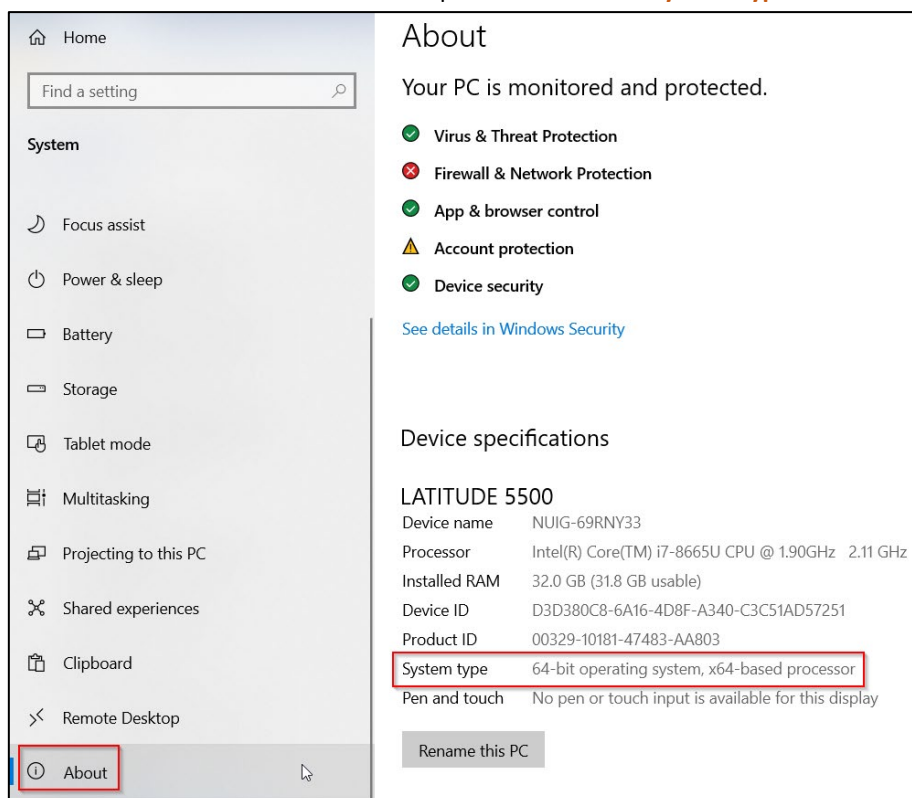 Home
Find a setting
System
Focus assist
Power & sleep
Battery
Storage
Tablet mode
Multitasking
Projecting to this PC
Shared experiences
Clipboard
Remote Desktop
About
About
Your PC is monitored and protected.
Virus & Threat Protection
Firewall & Network Protection
App & browser control
Account protection
Device security
See details in Windows Security
Device specifications
LATITUDE 5500
Device name NUIG-69RNY33
Processor Intel(R) Core(TM) i7-8665U CPU @ 1.90GHz 2.11 GHz
Installed RAM 32.0 GB (31.8 GB usable)
Device ID D3D380C8-6A16-4D8F-A340-C3C51AD57251
Product ID 00329-10181-47483-AA803
System type 64-bit operating system, x64-based processor
Pen and touch No pen or touch input is available for this display
Rename this PC